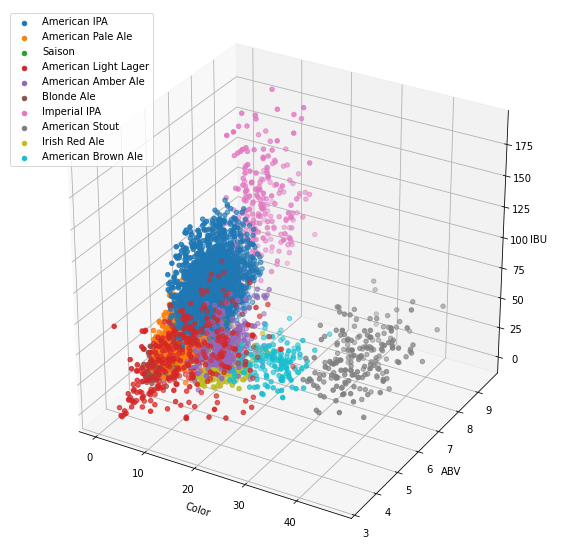 American IPA
American Pale Ale
Saison
American Light Lager
American Amber Ale
Blonde Ale
Imperial IPA
American Stout
Irish Red Ale
American Brown Ale
175
150
125
100
IBU
75
50
25
0
9
8
7
6
ABV
5
4
3
0
10
20
30
40
Color